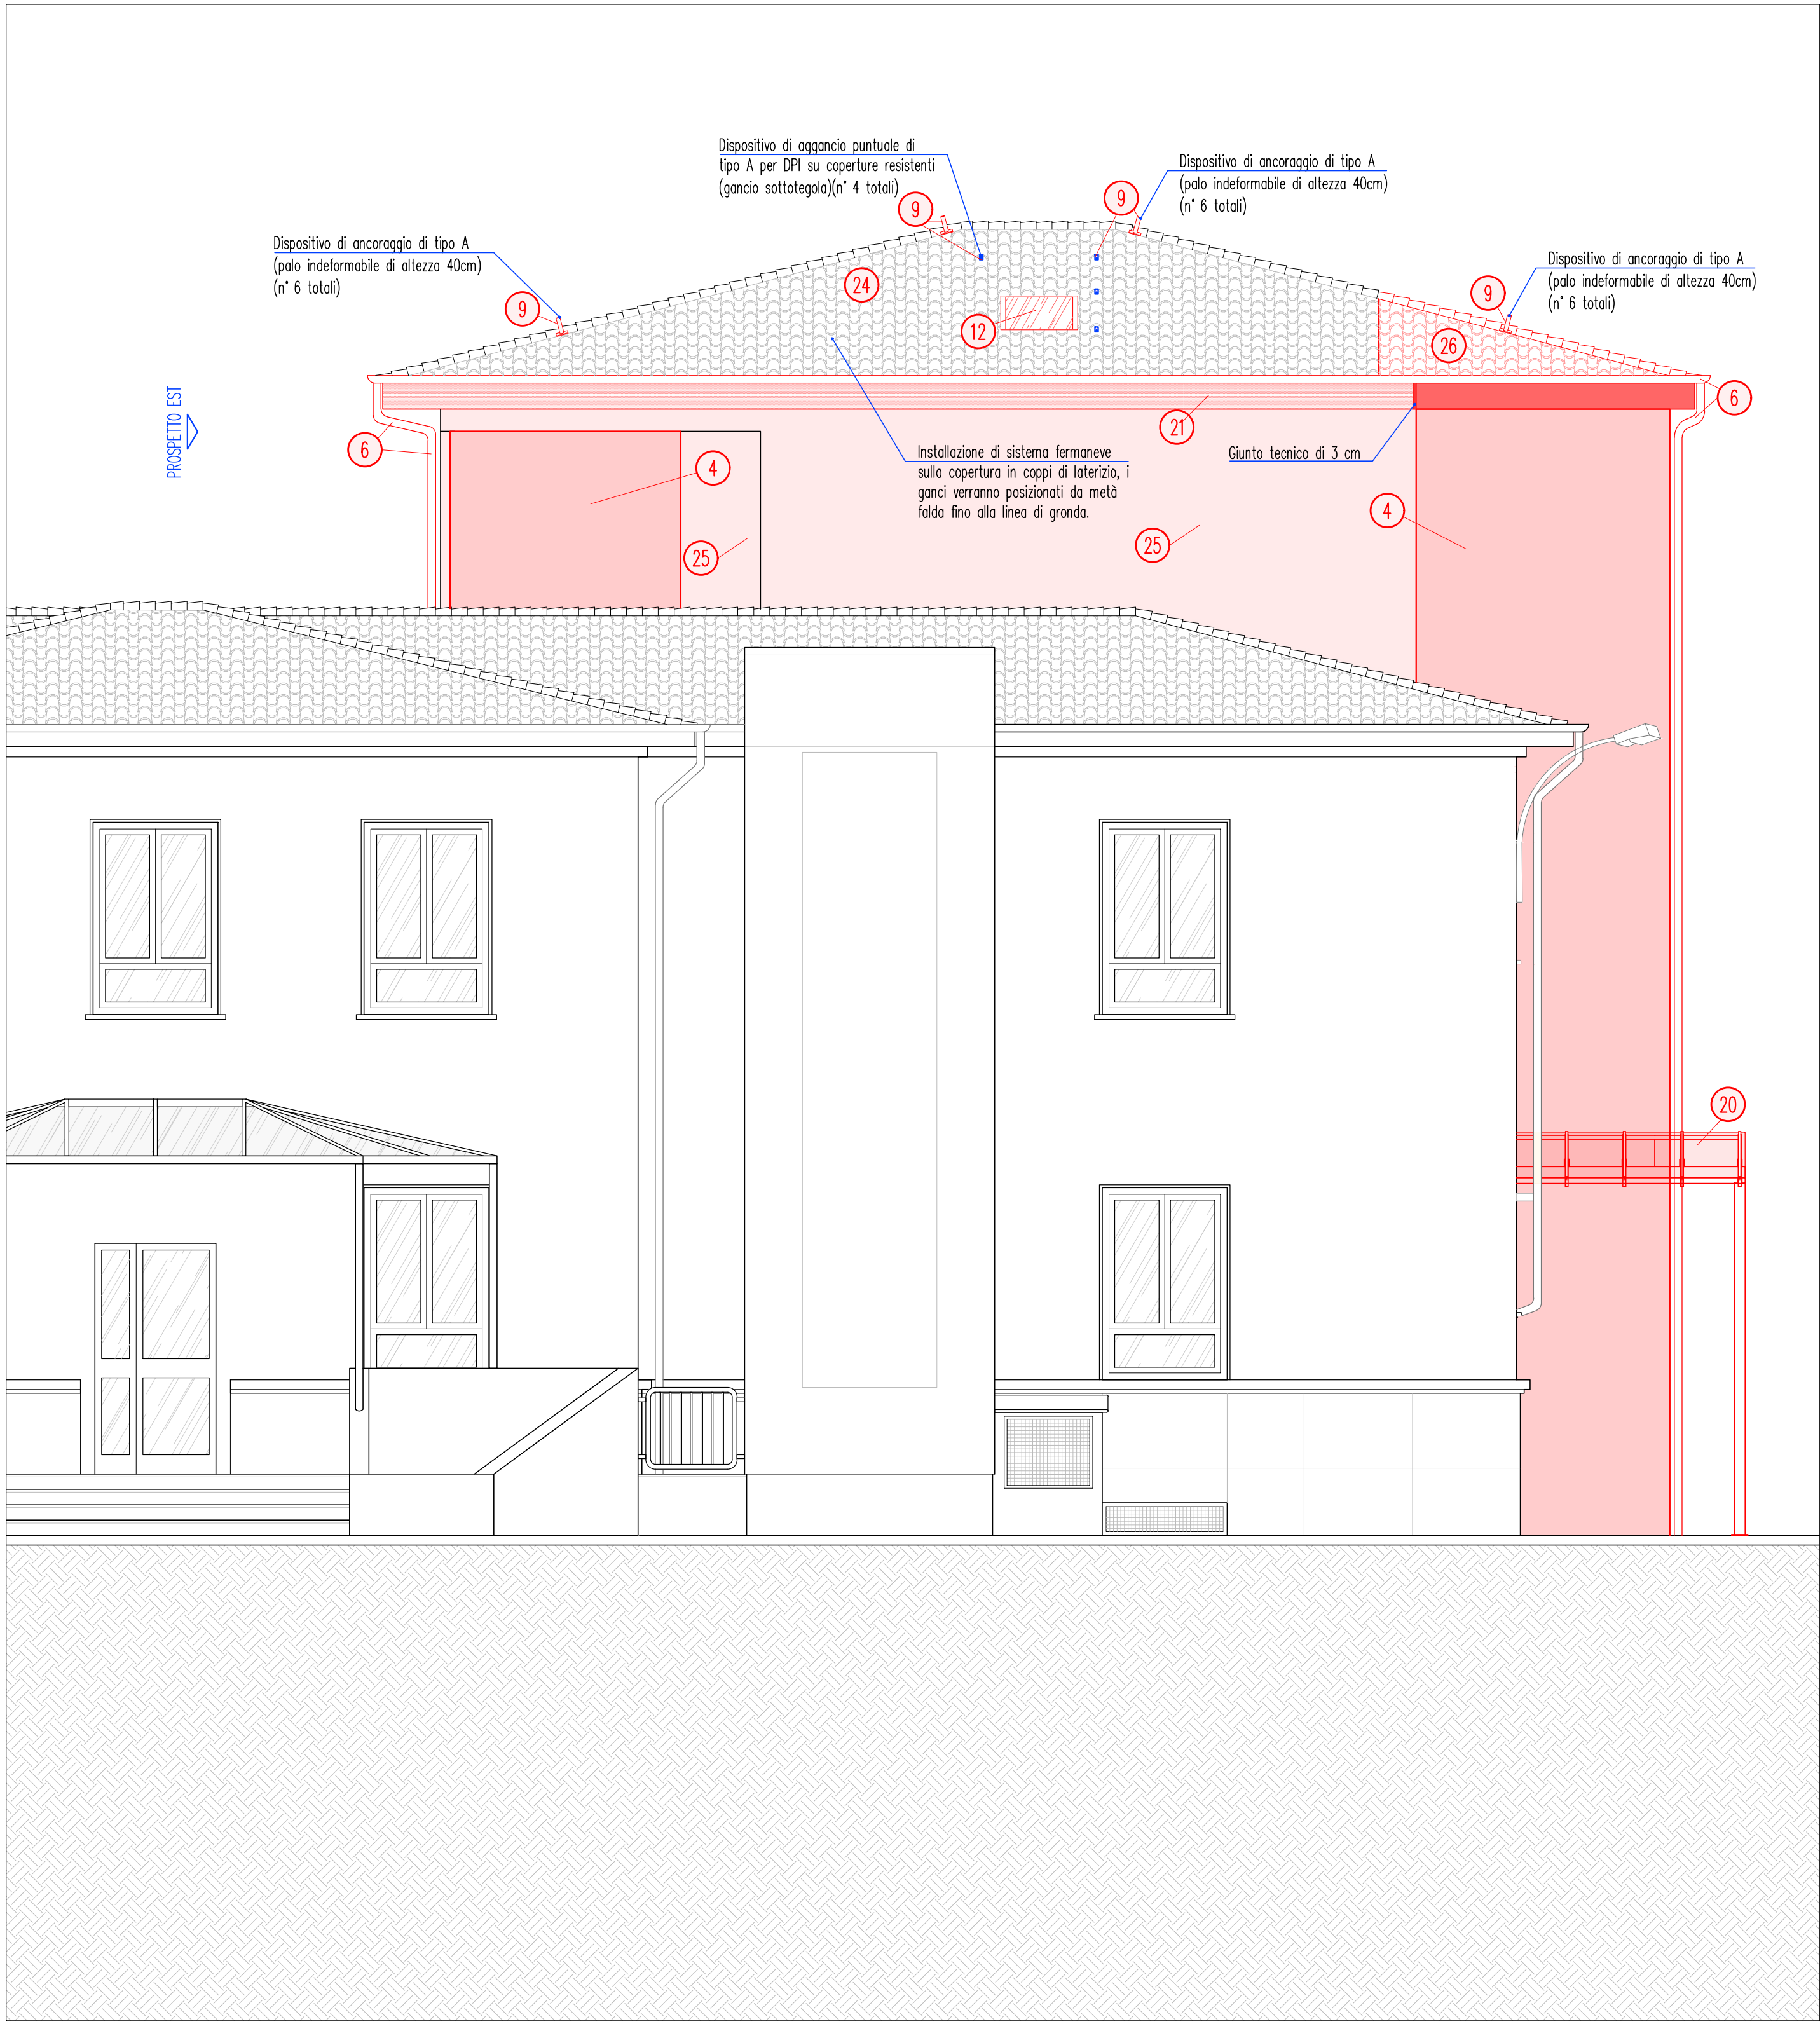 Dispositivo di aggancio puntuale di
tipo A per DPI su coperture resistenti
(gancio sottotegola)(n° 4 totali)
Dispositivo di ancoraggio di tipo A
(palo indeformabile di altezza 40cm)
(n° 6 totali)
9
9
Dispositivo di ancoraggio di tipo A
(palo indeformabile di altezza 40cm)
(n° 6 totali)
9
Dispositivo di ancoraggio di tipo A
(palo indeformabile di altezza 40cm)
(n° 6 totali)
9
24
12
26
6
PROSPETTO EST
6
21
4
Installazione di sistema fermaneve
sulla copertura in coppi di laterizio, i
ganci verranno posizionati da metà
falda fino alla linea di gronda.
Giunto tecnico di 3 cm
4
25
25
20